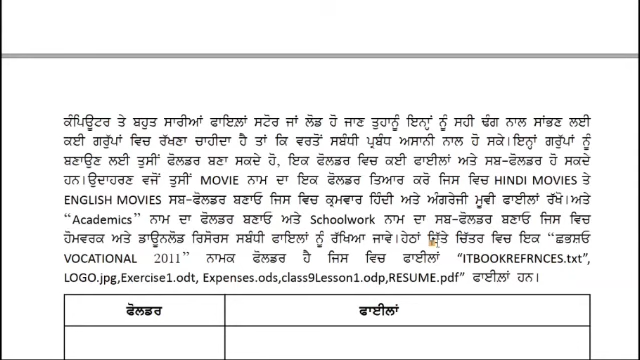 ਕੰਪਿਊਟਰ ਤੇ ਬਹੁਤ ਸਾਰੀਆਂ ਫਾਇਲਾਂ ਸਟੋਰ ਜਾਂ ਲੋਡ ਹੋ ਜਾਣ ਤੁਹਾਨੂੰ ਇਨ੍ਹਾਂ ਨੂੰ ਸਹੀ ਢੰਗ ਨਾਲ ਸਾਂਭਣ ਲਈ
ਕਈ ਗਰੁੱਪਾਂ ਵਿਚ ਰੱਖਣਾ ਚਾਹੀਦਾ ਹੈ ਤਾਂ ਕਿ ਵਰਤੋਂ ਸਬੰਧੀ ਪ੍ਰਬੰਧ ਅਸਾਨੀ ਨਾਲ ਹੋ ਸਕੇ।ਇਨ੍ਹਾਂ ਗਰੁੱਪਾਂ ਨੂੰ
ਬਣਾਉਣ ਲਈ ਤੁਸੀਂ ਫੋਲਡਰ ਬਣਾ ਸਕਦੇ ਹੋ, ਇਕ ਫੋਲਡਰ ਵਿਚ ਕਈ ਫਾਈਲਾਂ ਅਤੇ ਸਬ-ਫੋਲਡਰ ਹੋ ਸਕਦੇ
ਹਨ।ਉਦਾਹਰਣ ਵਜੋਂ ਤੁਸੀਂ MOVIE ਨਾਮ ਦਾ ਇਕ ਫੋਲਡਰ ਤਿਆਰ ਕਰੋ ਜਿਸ ਵਿਚ HINDI MOVIES ਤੇ
ENGLISH MOVIES ਸਬ-ਫੋਲਡਰ ਬਣਾਓ ਜਿਸ ਵਿਚ ਕ੍ਰਮਵਾਰ ਹਿੰਦੀ ਅਤੇ ਅੰਗਰੇਜੀ ਮੂਵੀ ਫਾਈਲਾਂ ਰੱਖੋ।ਅਤੇ
“Academics” ਨਾਮ ਦਾ ਫੋਲਡਰ ਬਣਾਓ ਅਤੇ Schoolwork ਨਾਮ ਦਾ ਸਬ-ਫੋਲਡਰ ਬਣਾਓ ਜਿਸ ਵਿਚ
ਹੋਮਵਰਕ ਅਤੇ ਡਾਊਨਲੋਡ ਰਿਸੋਰਸ ਸਬੰਧੀ ਫਾਇਲਾਂ ਨੂੰ ਰੱਖਿਆ ਜਾਵੇ।ਹੇਠਾਂ ਦਿੱਤੇ ਚਿੱਤਰ ਵਿਚ ਇਕ “ਛਭਸ਼ਓ
VOCATIONAL 2011” ਨਾਮਕ ਫੋਲਡਰ ਹੈ ਜਿਸ ਵਿਚ ਫਾਈਲਾਂ “ITBOOKREFRNCES.txt”,
LOGO.jpg,Exercise1.odt, Expenses.ods,class9Lesson1.odp,RESUME.pdf” ਫਾਈਲਾਂ ਹਨ।
ਫੋਲਡਰ ਫਾਈਲਾਂ